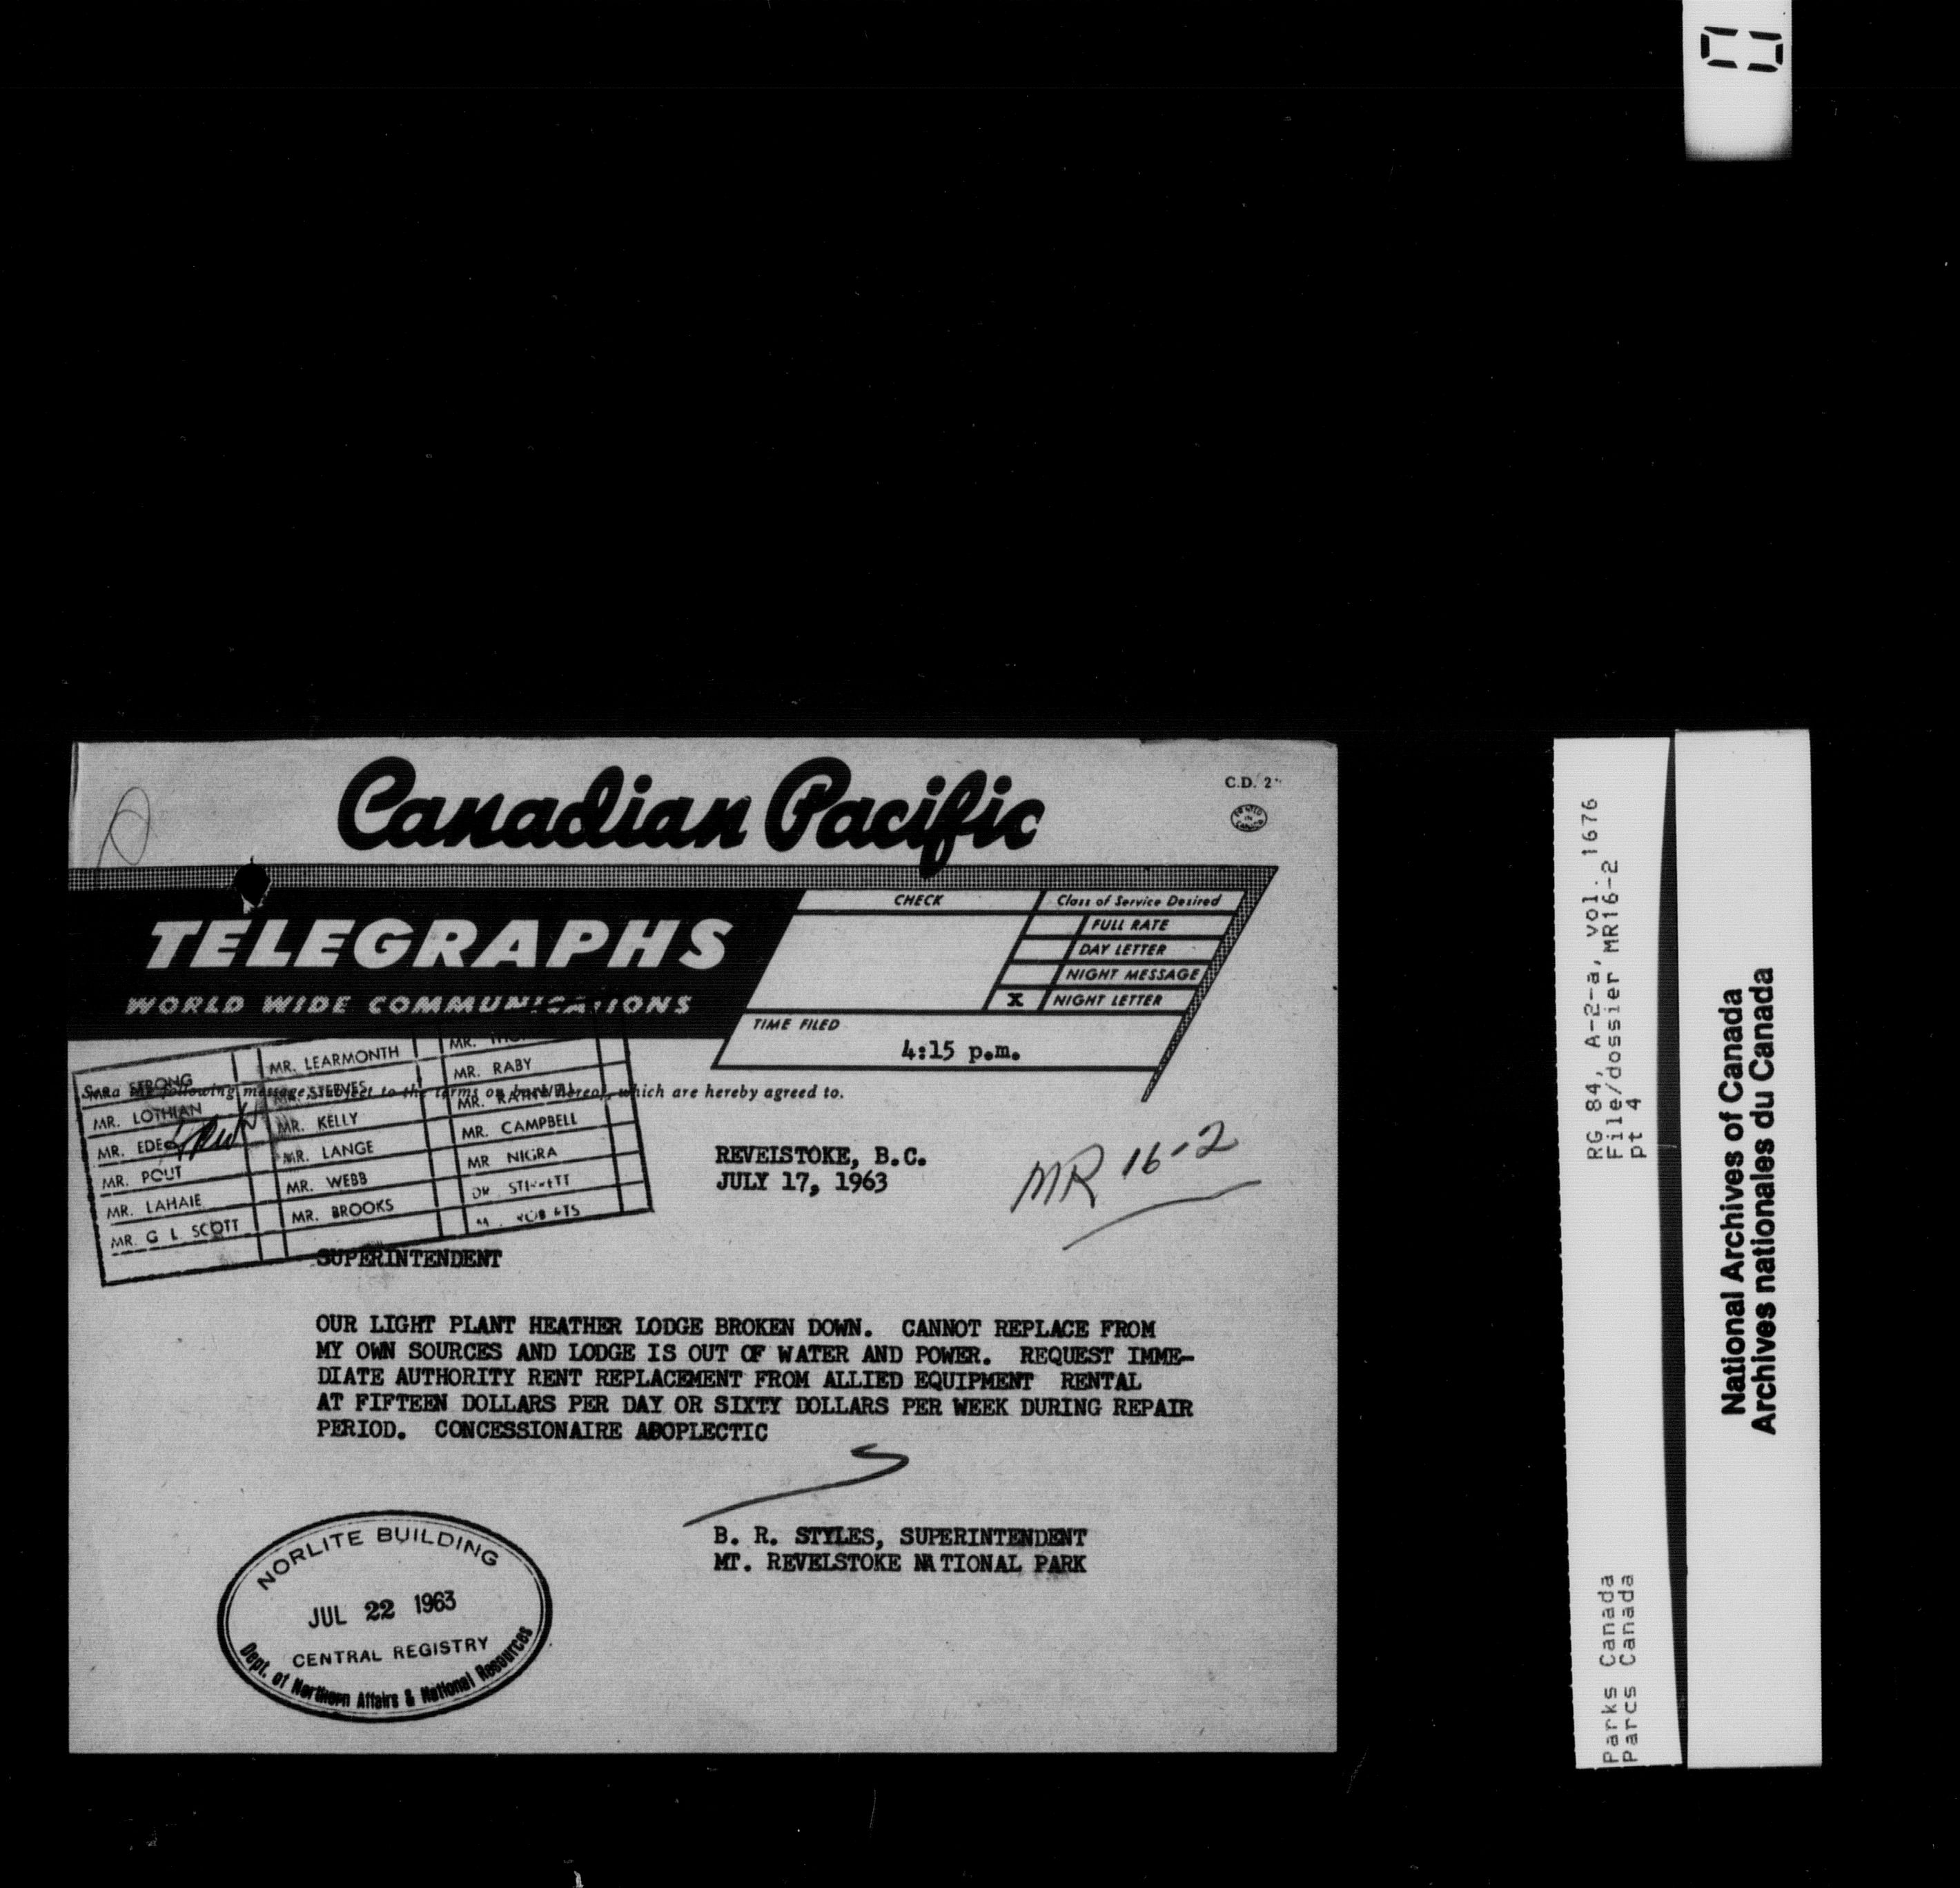 Canadian Pacific
C.D. 2
PRINTED IN CANADA
TELEGRAPHS
WORLD WIDE COMMUNICATIONS
CHECK
Class of Service Desired
FULL RATE
DAY LETTER
NIGHT MESSAGE
X NIGHT LETTER
TIME FILED
4:15 p.m.
following message, subject to the terms on back hereof, which are hereby agreed to.
STRONG
MR. LOTHIAN
MR. EDE
MR. POUT
MR. LAHAIE
MR. G L. SCOTT
MR. LEARMONTH
MR. STEEVES
MR. KELLY
MR. LANGE
MR. WEBB
MR. BROOKS
MR.
MR. RABY
MR.
MR. CAMPBELL
MR NIGRA
DR.
REVELSTOKE, B.C.
JULY 17, 1963
MR 16-2
SUPERINTENDENT
OUR LIGHT PLANT HEATHER LODGE BROKEN DOWN. CANNOT REPLACE FROM
MY OWN SOURCES AND LODGE IS OUT OF WATER AND POWER. REQUEST IMME-
DIATE AUTHORITY RENT REPLACEMENT FROM ALLIED EQUIPMENT RENTAL
AT FIFTEEN DOLLARS PER DAY OR SIXTY DOLLARS PER WEEK DURING REPAIR
PERIOD. CONCESSIONAIRE APOPLECTIC
B. R. STYLES, SUPERINTENDENT
MT. REVELSTOKE NATIONAL PARK
NORLITE BUILDING
JUL 22 1963
CENTRAL REGISTRY
Dept. of Northern Affairs & National Resources
RG 84, A-2-a, vol. 1676
File/dossier MR16-2
pt 4
Parks Canada
Parcs Canada
National Archives of Canada
Archives nationales du Canada